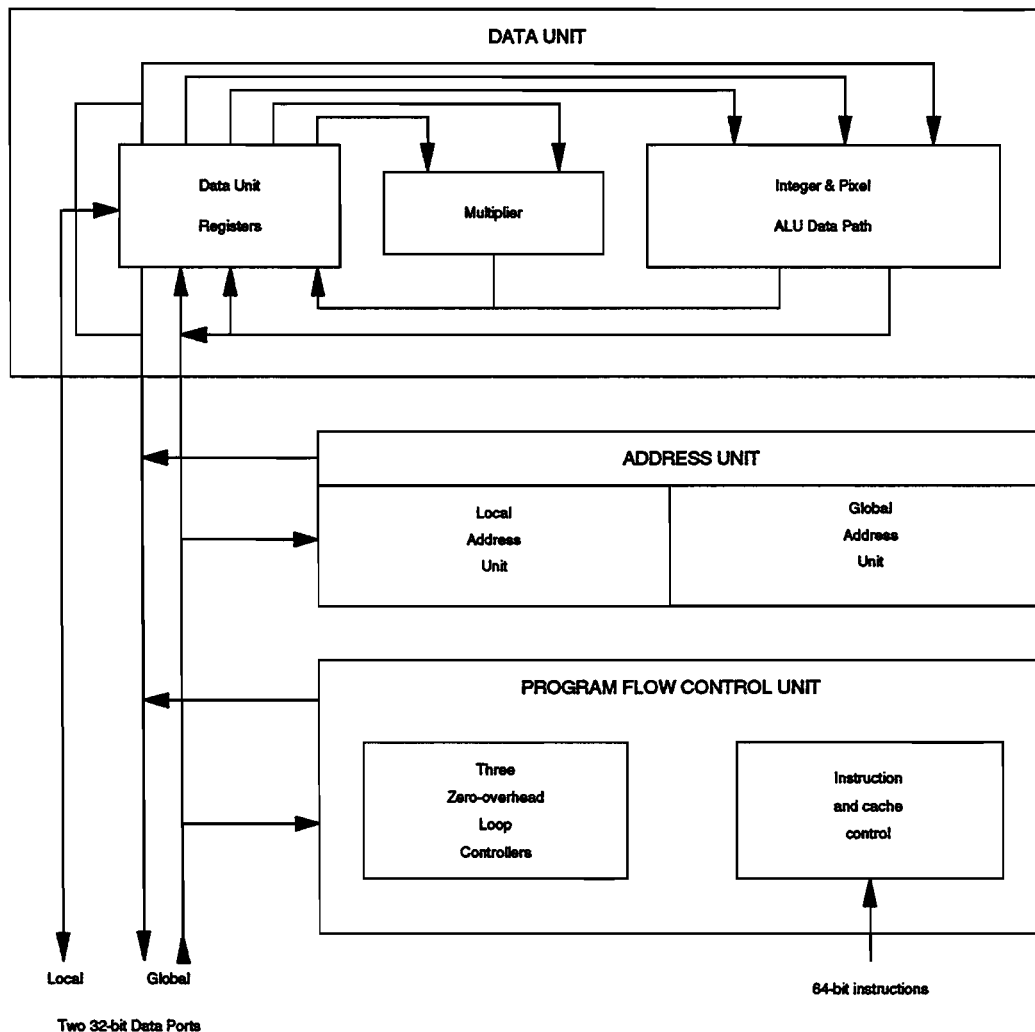 DATA UNIT
Data Unit
Registers
Multiplier
Integer & Pixel
ALU Data Path
ADDRESS UNIT
Local
Address
Unit
Global
Address
Unit
PROGRAM FLOW CONTROL UNIT
Three
Zero-overhead
Loop
Controllers
Instruction
and cache
control
Local
Global
64-bit instructions
Two 32-bit Data Ports